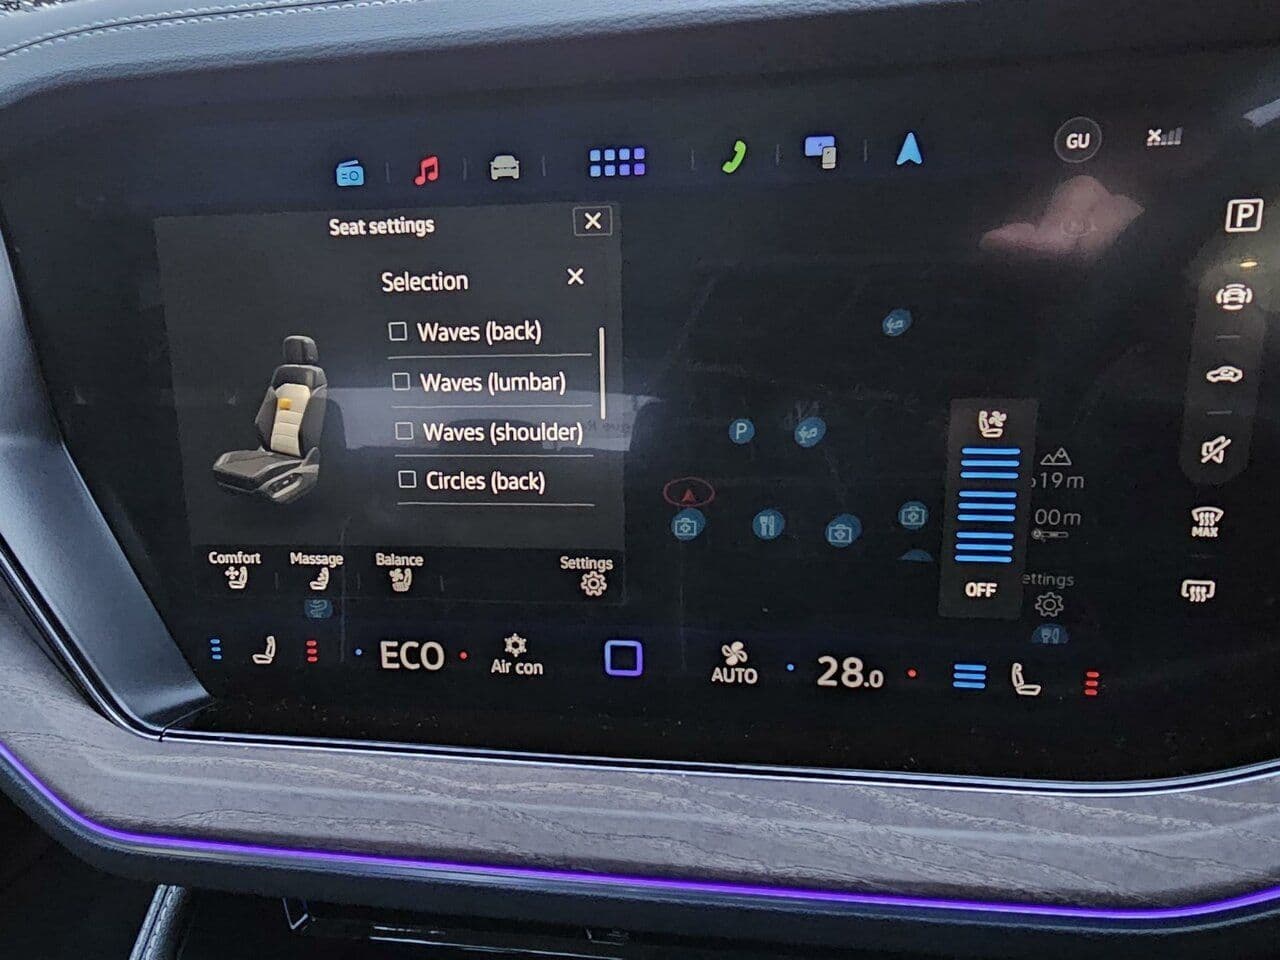 GU
P
Seat settings
Selection
Waves (back)
Waves (lumbar)
Waves (shoulder)
Circles (back)
P
19m
00m
MAX
OFF
ettings
Comfort
Massage
Balance
Settings
ECO
Air con
AUTO
28.0